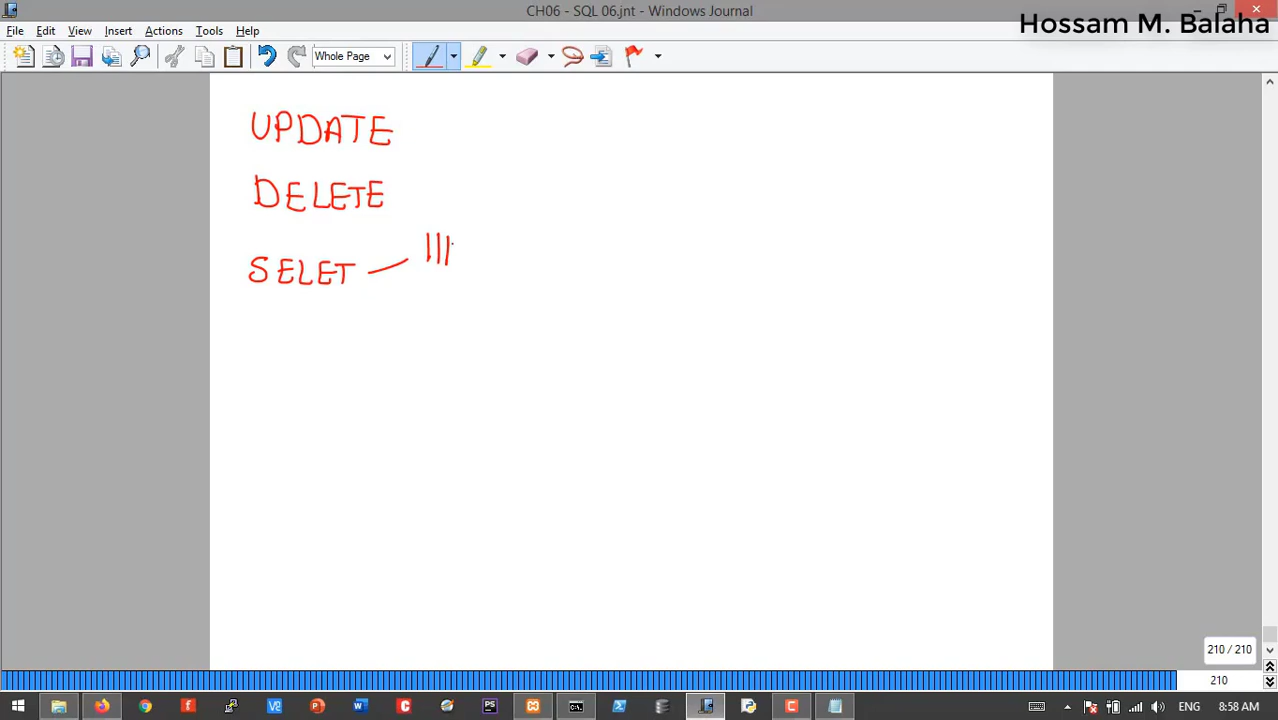 CH06 - SQL 06.jnt - Windows Journal
Hossam M. Balaha
File Edit View Insert Actions Tools Help
Whole Page
UPDATE
DELETE
SELET
210 / 210
210
ENG 8:58 AM